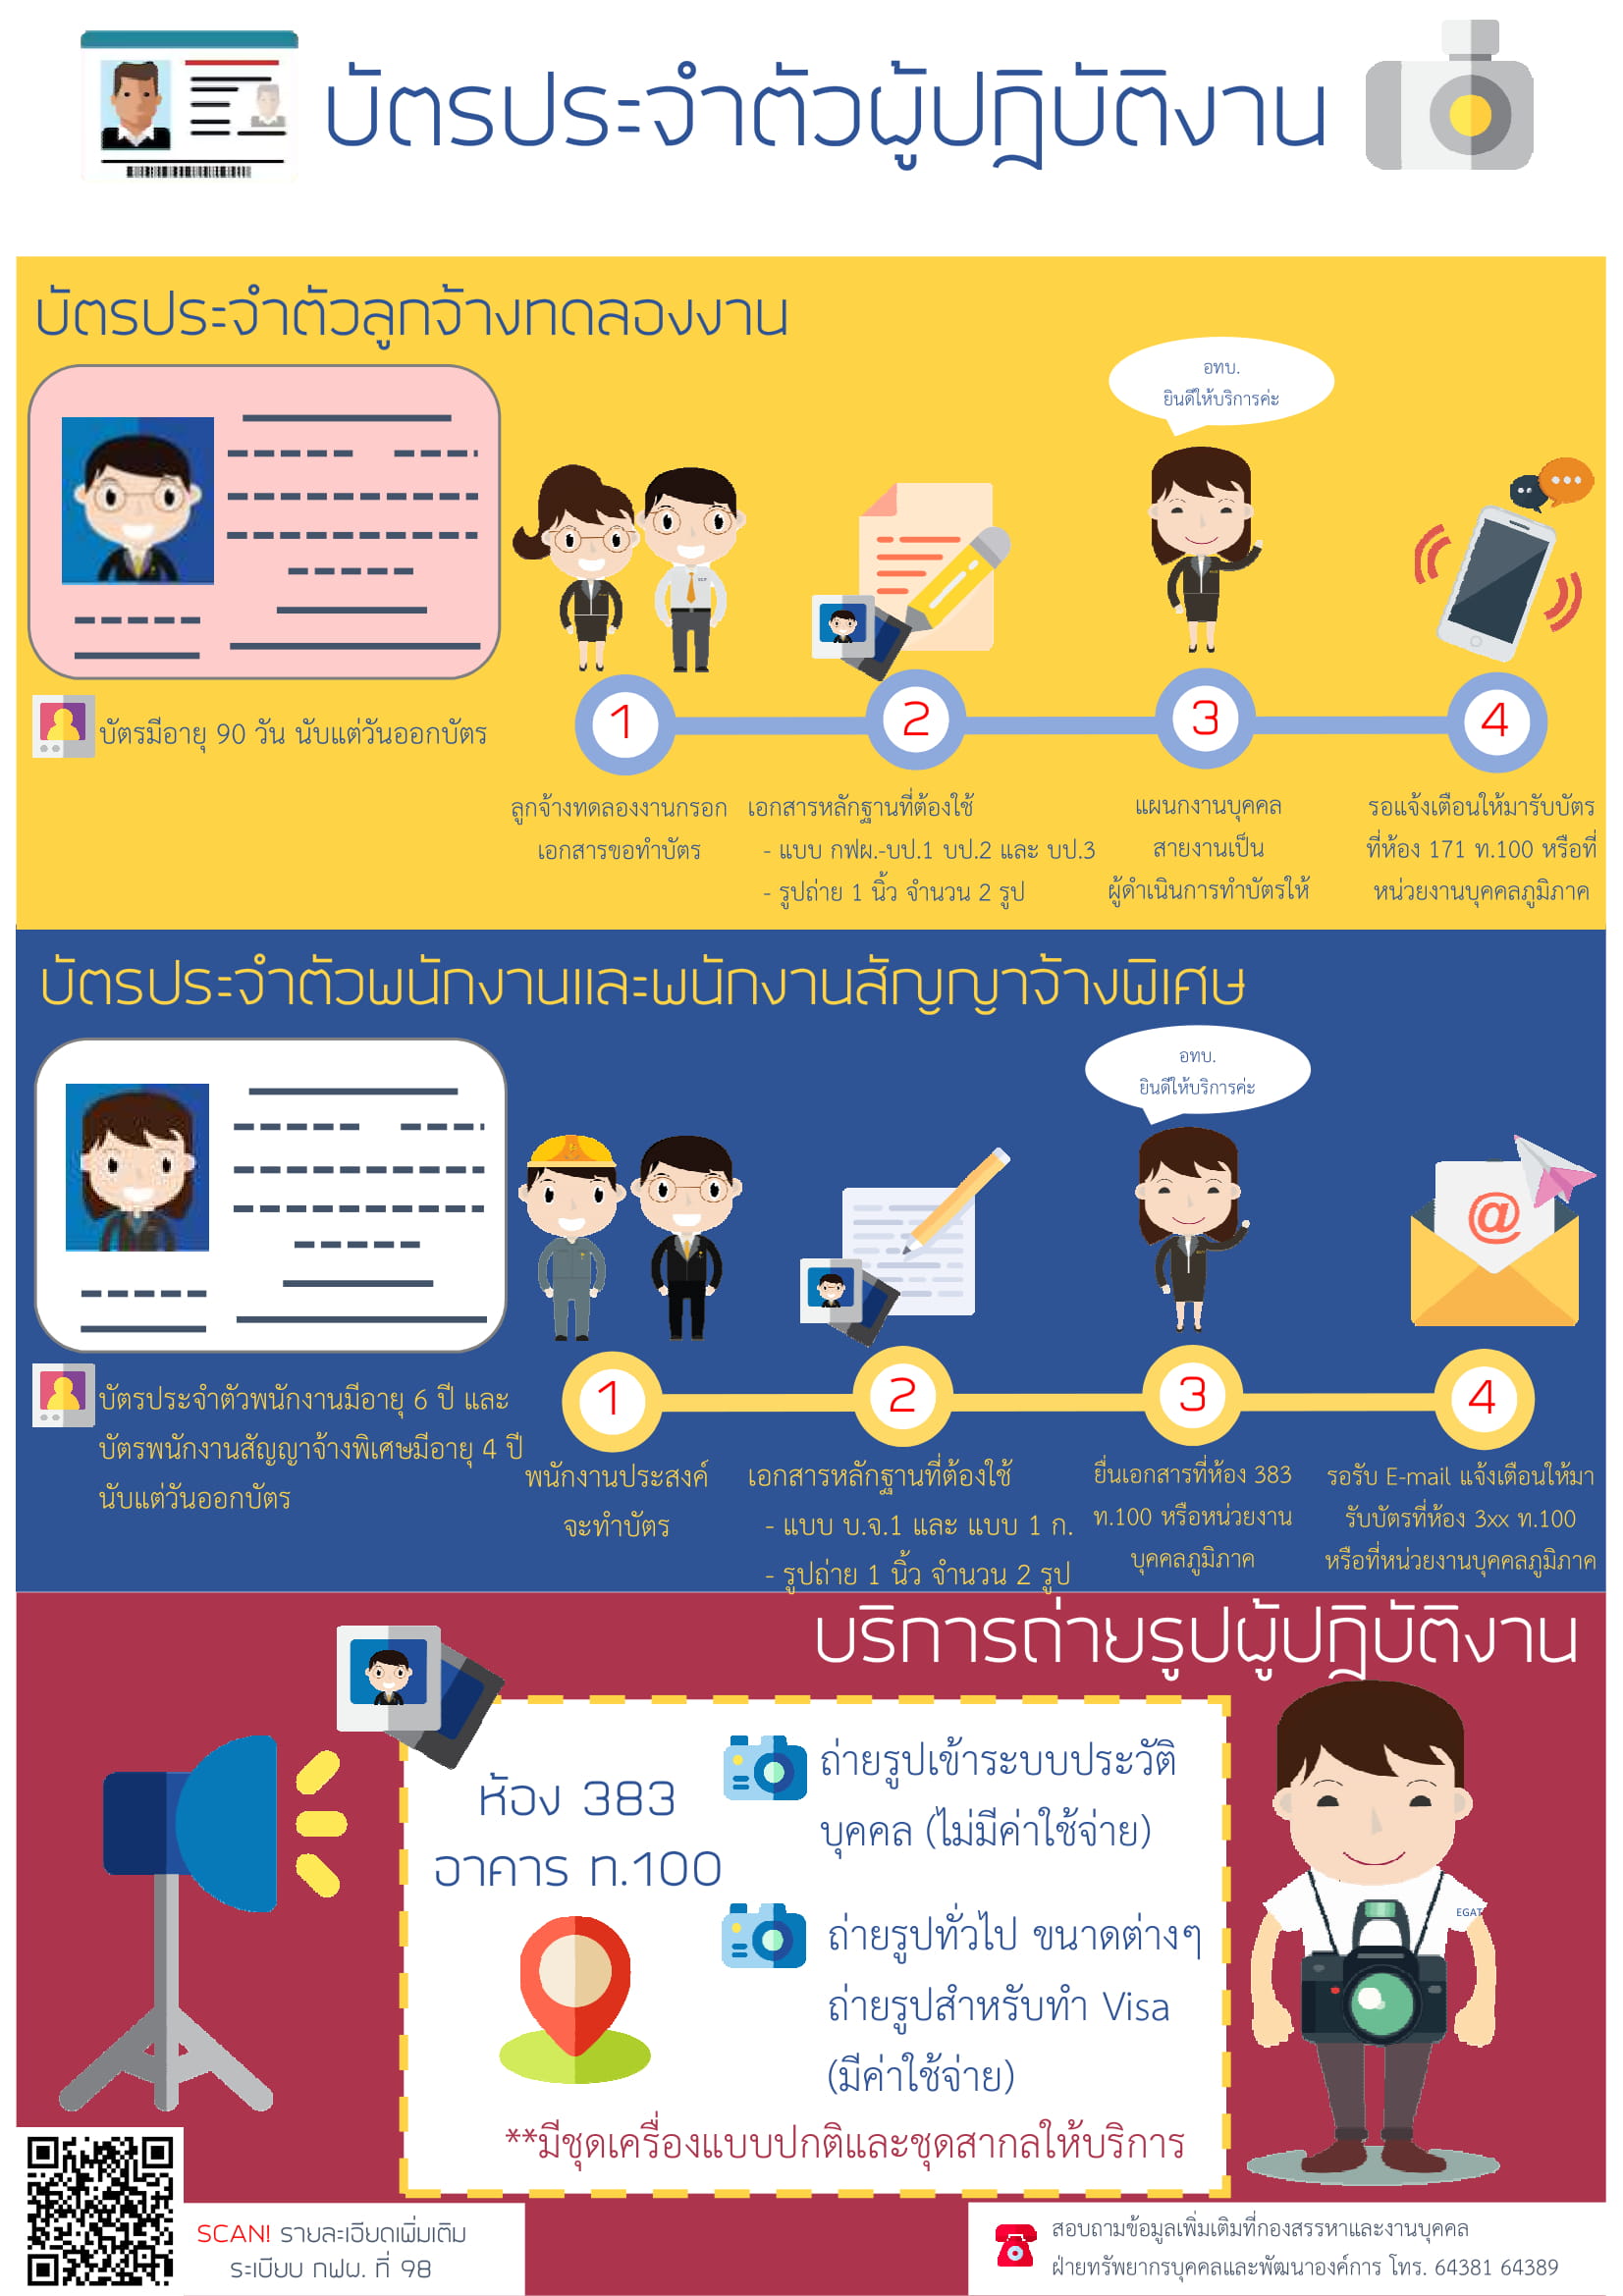 บัตรประจำตัวผู้ปฏิบัติงาน
บัตรประจำตัวลูกจ้างทดลองงาน
อทบ.
ยินดีให้บริการค่ะ
บัตรมีอายุ 90 วัน นับแต่วันออกบัตร
1
2
3
4
ลูกจ้างทดลองงานกรอก
เอกสารขอทำบัตร
เอกสารหลักฐานที่ต้องใช้
- แบบ กฟผ.-บป.1 บป.2 และ บป.3
- รูปถ่าย 1 นิ้ว จำนวน 2 รูป
แผนกงานบุคคล
สายงานเป็น
ผู้ดำเนินการทำบัตรให้
รอแจ้งเตือนให้มารับบัตร
ที่ห้อง 171 ท.100 หรือที่
หน่วยงานบุคคลภูมิภาค
บัตรประจำตัวพนักงานและพนักงานสัญญาจ้างพิเศษ
อทบ.
ยินดีให้บริการค่ะ
บัตรประจำตัวพนักงานมีอายุ 6 ปี และ
บัตรพนักงานสัญญาจ้างพิเศษมีอายุ 4 ปี
นับแต่วันออกบัตร
1
2
3
4
พนักงานประสงค์
จะทำบัตร
เอกสารหลักฐานที่ต้องใช้
- แบบ บ.จ.1 และ แบบ 1 ก.
- รูปถ่าย 1 นิ้ว จำนวน 2 รูป
ยื่นเอกสารที่ห้อง 383
ท.100 หรือหน่วยงาน
บุคคลภูมิภาค
รอรับ E-mail แจ้งเตือนให้มา
รับบัตรที่ห้อง 3xx ท.100
หรือที่หน่วยงานบุคคลภูมิภาค
บริการถ่ายรูปผู้ปฏิบัติงาน
ห้อง 383
อาคาร ท.100
ถ่ายรูปเข้าระบบประวัติ
บุคคล (ไม่มีค่าใช้จ่าย)
ถ่ายรูปทั่วไป ขนาดต่างๆ
ถ่ายรูปสำหรับทำ Visa
(มีค่าใช้จ่าย)
**มีชุดเครื่องแบบปกติและชุดสากลให้บริการ
EGAT
SCAN! รายละเอียดเพิ่มเติม
ระเบียบ กฟผ. ที่ 98
สอบถามข้อมูลเพิ่มเติมที่กองสรรหาและงานบุคคล
ฝ่ายทรัพยากรบุคคลและพัฒนาองค์การ โทร. 64381 64389